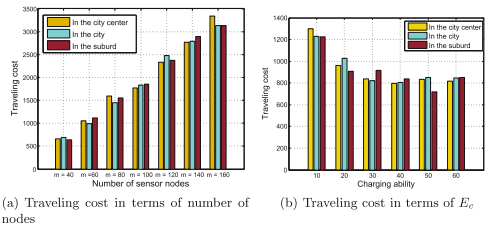 3500
3000
2500
2000
1500
1000
500
0
Traveling cost
In the city center
In the city
In the suburd
m = 40 m = 60 m = 80 m = 100 m = 120 m = 140 m = 160
Number of sensor nodes
(a) Traveling cost in terms of number of
nodes
1400
1200
1000
800
600
400
200
0
Traveling cost
In the city center
In the city
In the suburd
10 20 30 40 50 60
Charging ability
(b) Traveling cost in terms of E_c